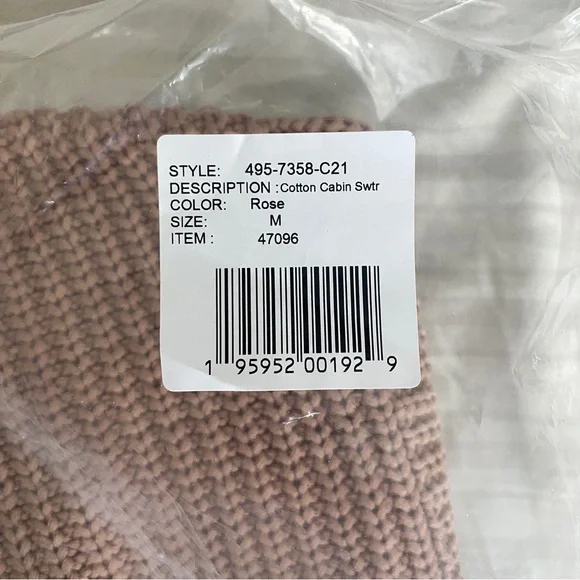 STYLE: 495-7358-C21
DESCRIPTION :Cotton Cabin Swtr
COLOR: Rose
SIZE: M
ITEM : 47096
1 95952 00192 9